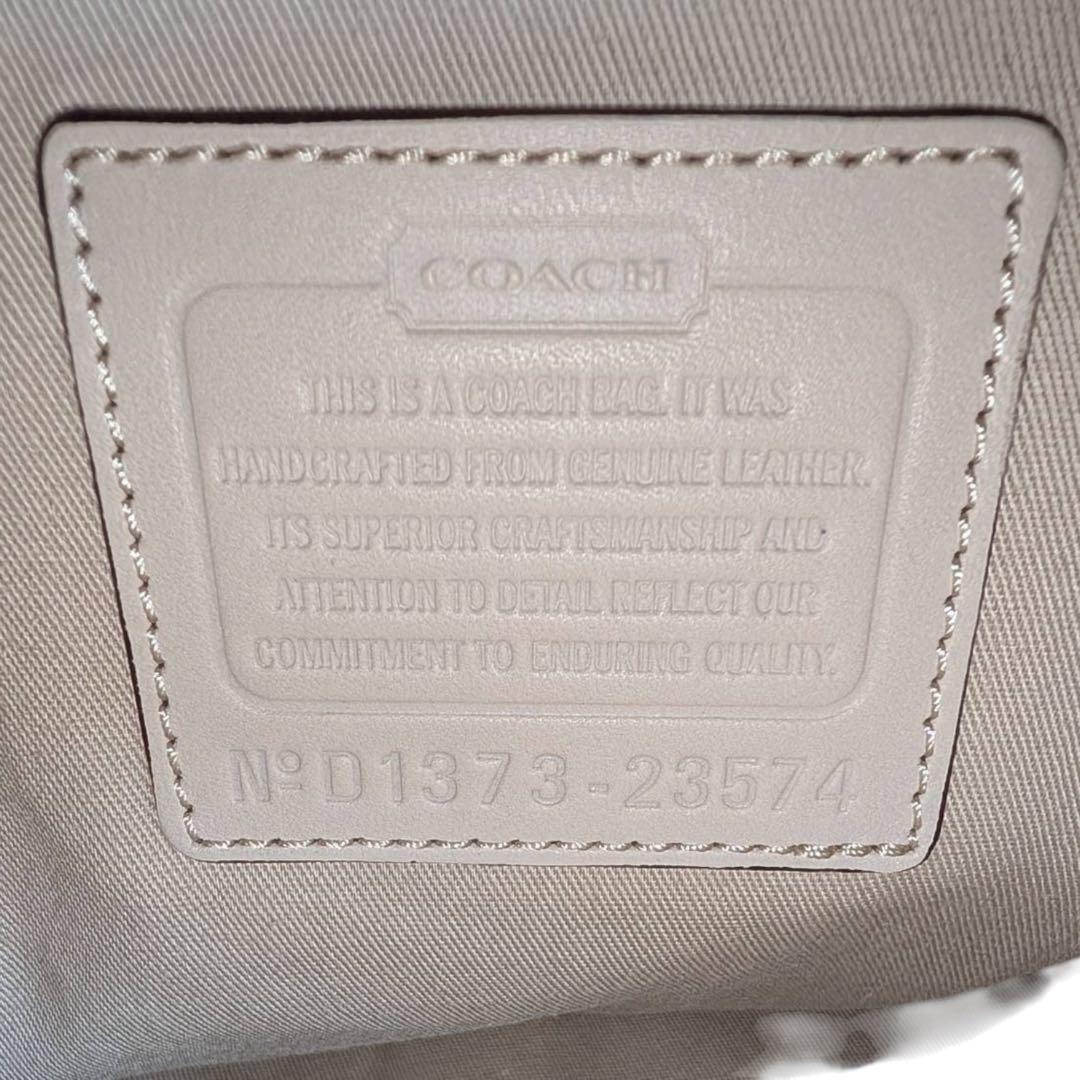 COACH
THIS IS A COACH BAG. IT WAS
HANDCRAFTED FROM GENUINE LEATHER.
ITS SUPERIOR CRAFTSMANSHIP AND
ATTENTION TO DETAIL REFLECT OUR
COMMITMENT TO ENDURING QUALITY.
Nº D1373-23574